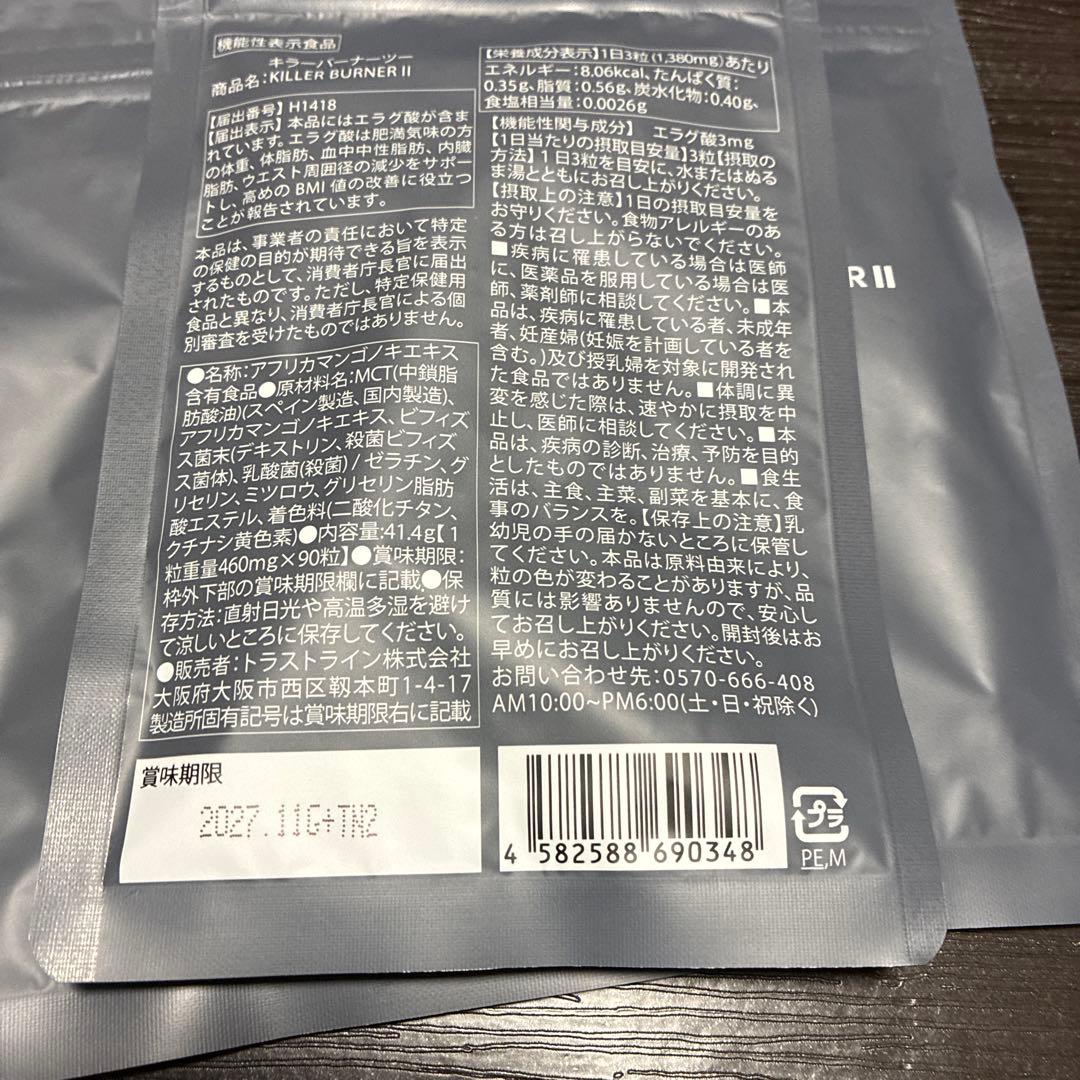 機能性表示食品
キラーバーナーツー
商品名:KILLER BURNER II
【届出番号】H1418
【届出表示】本品にはエラグ酸が含ま
れています。エラグ酸は肥満気味の方
の体重、体脂肪、血中中性脂肪、内臓
脂肪、ウエスト周囲径の減少をサポー
トし、高めのBMI値の改善に役立つ
ことが報告されています。
本品は、事業者の責任において特定
の保健の目的が期待できる旨を表示
するものとして、消費者庁長官に届出
されたものです。ただし、特定保健用
食品と異なり、消費者庁長官による個
別審査を受けたものではありません。
●名称:アフリカマンゴノキエキス
含有食品●原材料名:MCT(中鎖脂
肪酸油)(スペイン製造、国内製造)、
アフリカマンゴノキエキス、ビフィズ
ス菌末(デキストリン、殺菌ビフィズ
ス菌体)、乳酸菌(殺菌)/ゼラチン、グ
リセリン、ミツロウ、グリセリン脂肪
酸エステル、着色料(二酸化チタン、
クチナシ黄色素)●内容量:41.4g【1
粒重量460mg×90粒】●賞味期限:
枠外下部の賞味期限欄に記載●保
存方法:直射日光や高温多湿を避け
て涼しいところに保存してください。
●販売者:トラストライン株式会社
大阪府大阪市西区靱本町1-4-17
製造所固有記号は賞味期限右に記載
【栄養成分表示】1日3粒(1,380mg)あたり
エネルギー:8.06kcal、たんぱく質:
0.35g、脂質:0.56g、炭水化物:0.40g、
食塩相当量:0.0026g
【機能性関与成分】 エラグ酸3mg
【1日当たりの摂取目安量】3粒【摂取の
方法】1日3粒を目安に、水またはぬる
ま湯とともにお召し上がりください。
【摂取上の注意】1日の摂取目安量を
お守りください。食物アレルギーのあ
る方は召し上がらないでください。
■疾病に罹患している場合は医師
に、医薬品を服用している場合は医
師、薬剤師に相談してください。■本
品は、疾病に罹患している者、未成年
者、妊産婦(妊娠を計画している者を
含む。)及び授乳婦を対象に開発され
た食品ではありません。■体調に異
変を感じた際は、速やかに摂取を中
止し、医師に相談してください。■本
品は、疾病の診断、治療、予防を目的
としたものではありません。■食生
活は、主食、主菜、副菜を基本に、食
事のバランスを。【保存上の注意】乳
幼児の手の届かないところに保管し
てください。本品は原料由来により、
粒の色が変わることがありますが、品
質には影響ありませんので、安心し
てお召し上がりください。開封後はお
早めにお召し上がりください。
お問い合わせ先:0570-666-408
AM10:00~PM6:00(土・日・祝除く)
賞味期限
2027.11G+TW2
4 582588 690348
プラ
PE,M
R II